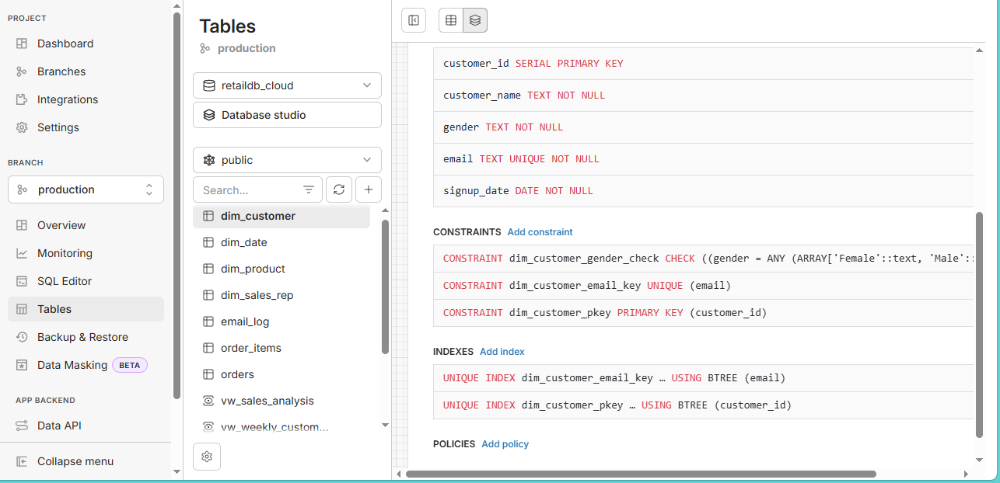 PROJECT
Dashboard
Branches
Integrations
Settings
BRANCH
production
Overview
Monitoring
SQL Editor
Tables
Backup & Restore
Data Masking BETA
APP BACKEND
Data API
Collapse menu
Tables
production
retaildb_cloud
Database studio
public
Search...
dim_customer
dim_date
dim_product
dim_sales_rep
email_log
order_items
orders
vw_sales_analysis
vw_weekly_custom...
customer_id SERIAL PRIMARY KEY
customer_name TEXT NOT NULL
gender TEXT NOT NULL
email TEXT UNIQUE NOT NULL
signup_date DATE NOT NULL
CONSTRAINTS Add constraint
CONSTRAINT dim_customer_gender_check CHECK ((gender = ANY (ARRAY['Female'::text, 'Male'::
CONSTRAINT dim_customer_email_key UNIQUE (email)
CONSTRAINT dim_customer_pkey PRIMARY KEY (customer_id)
INDEXES Add index
UNIQUE INDEX dim_customer_email_key … USING BTREE (email)
UNIQUE INDEX dim_customer_pkey … USING BTREE (customer_id)
POLICIES Add policy